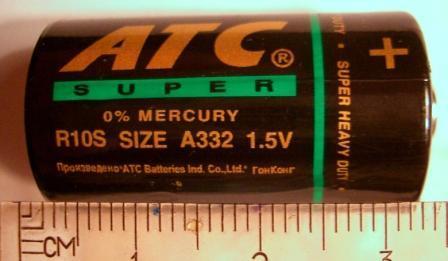 ATC®
SUPER
0% MERCURY
R10S SIZE A332 1.5V
Произведено "ATC Batteries Ind. Co., Ltd." ГонКонг
DUTY • SUPER HEAVY DUTY •
+
CM 1 2 3